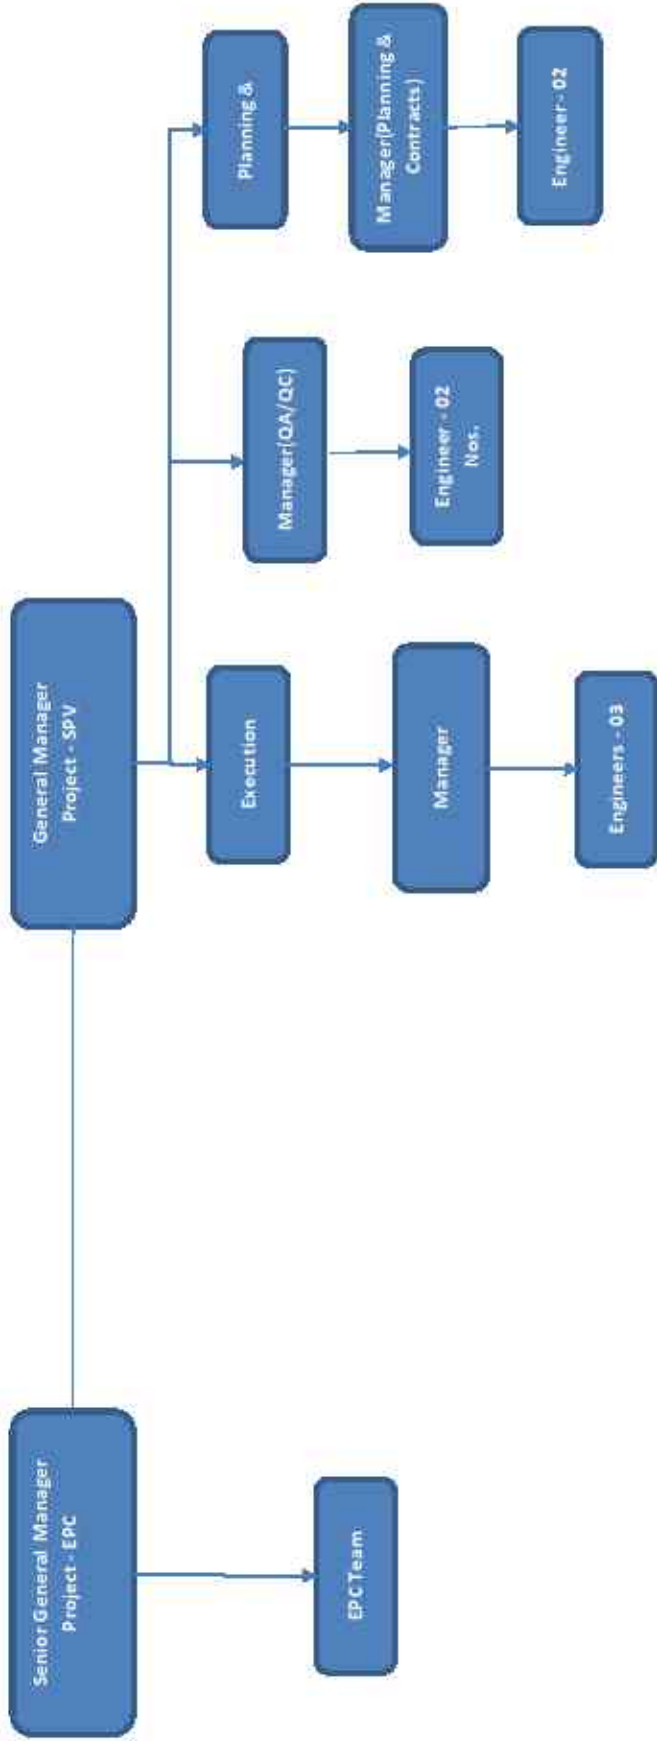 Senior General Manager
Project - EPC
EPC Team
General Manager
Project - SPV
Execution
Manager
Engineers - 03
Manager(QA/QC)
Engineer - 02
Nos.
Planning &
Manager(Planning &
Contracts)
Engineer - 02